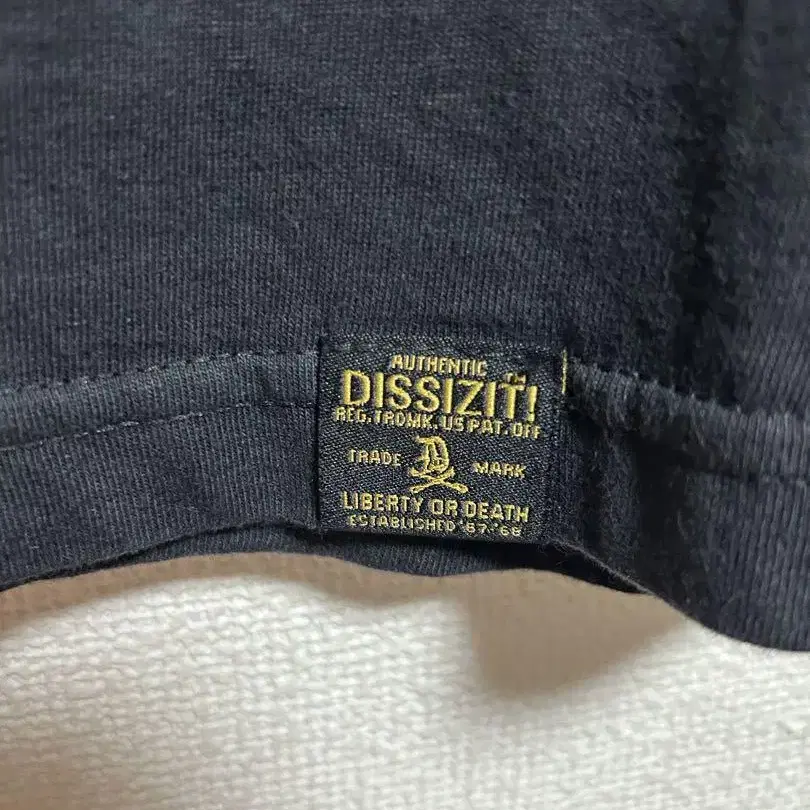 AUTHENTIC
DISSIZIT!
REG. TRDMK. US PAT. OFF
TRADE D MARK
LIBERTY OR DEATH
ESTABLISHED '67-'68